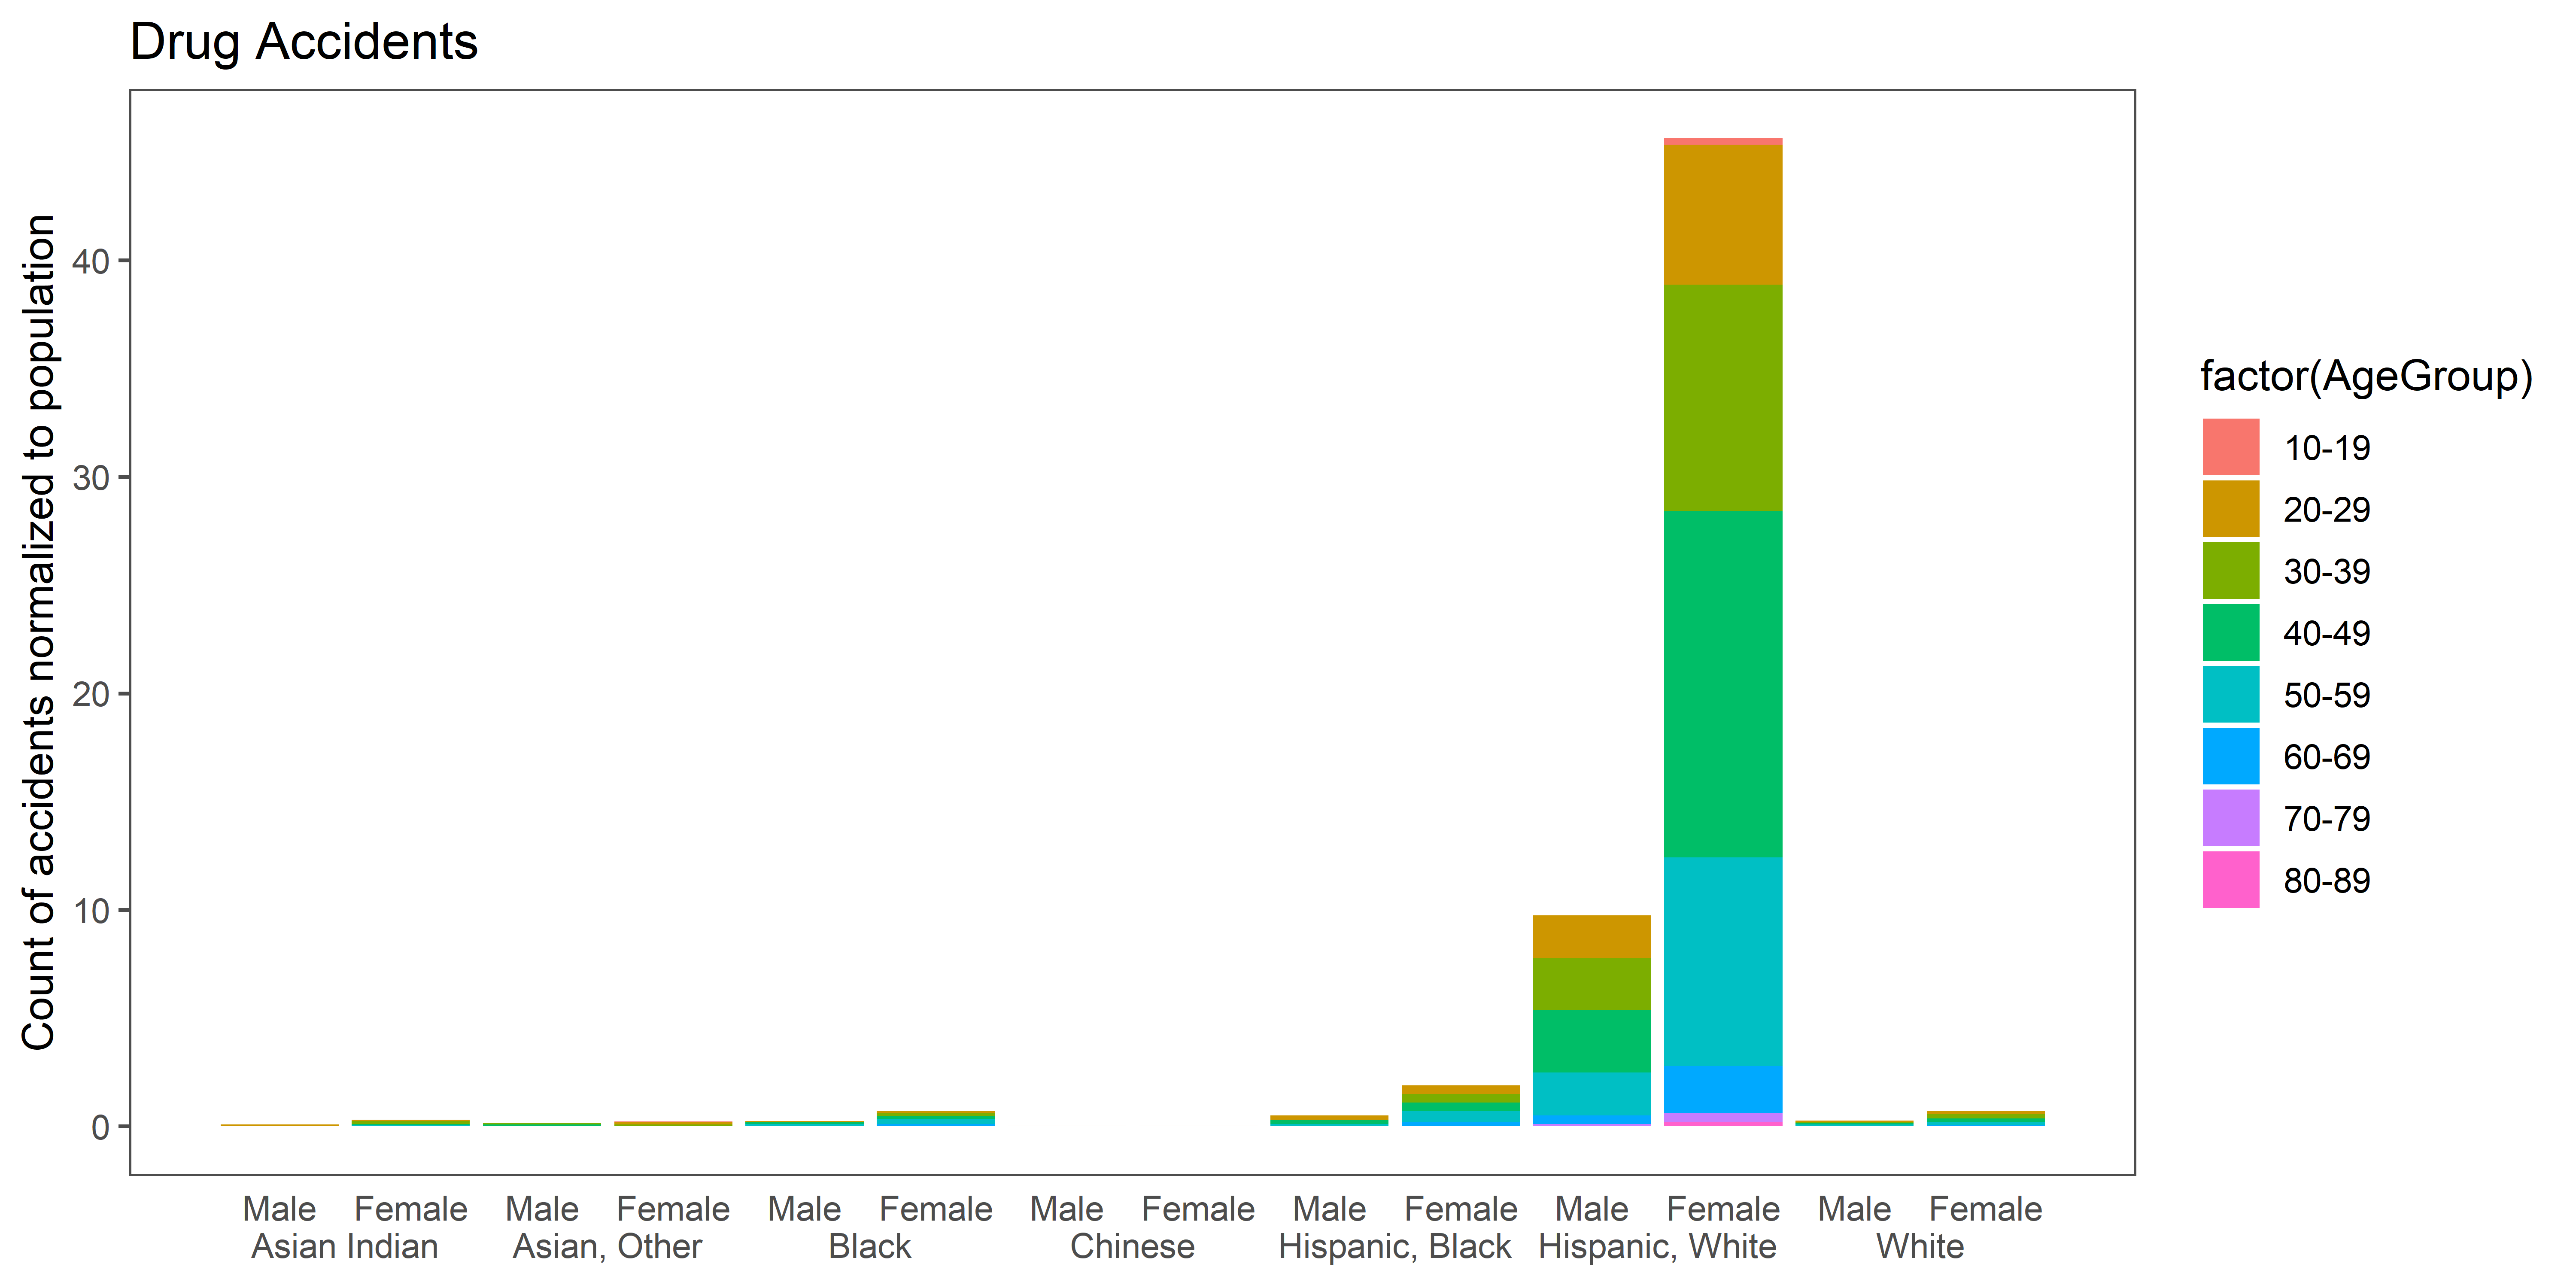 Drug Accidents
Count of accidents normalized to population
40
30
20
10
0
Male Female Male Female Male Female Male Female Male Female Male Female Male Female
Asian Indian Asian, Other Black Chinese Hispanic, Black Hispanic, White White
factor(AgeGroup)
10-19
20-29
30-39
40-49
50-59
60-69
70-79
80-89